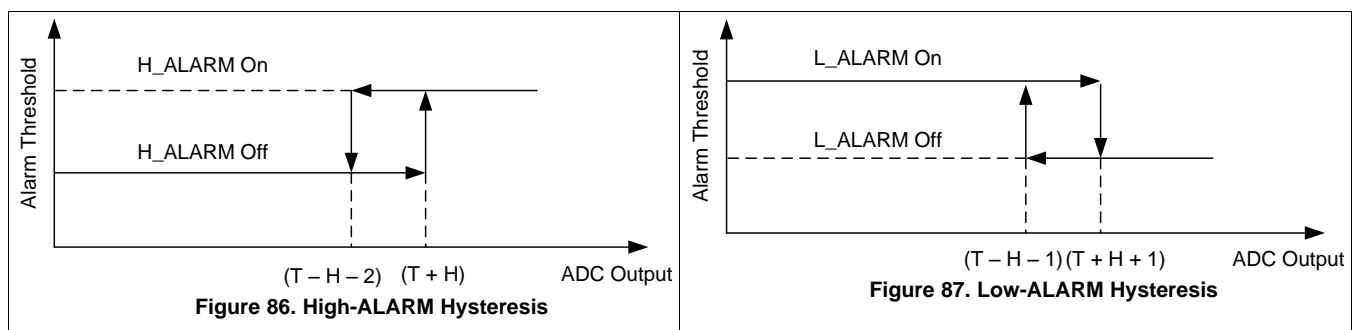 Alarm Threshold
H_ALARM On
H_ALARM Off
(T – H – 2)
(T + H)
ADC Output
Figure 86. High-ALARM Hysteresis
Alarm Threshold
L_ALARM On
L_ALARM Off
(T – H – 1)
(T + H + 1)
ADC Output
Figure 87. Low-ALARM Hysteresis